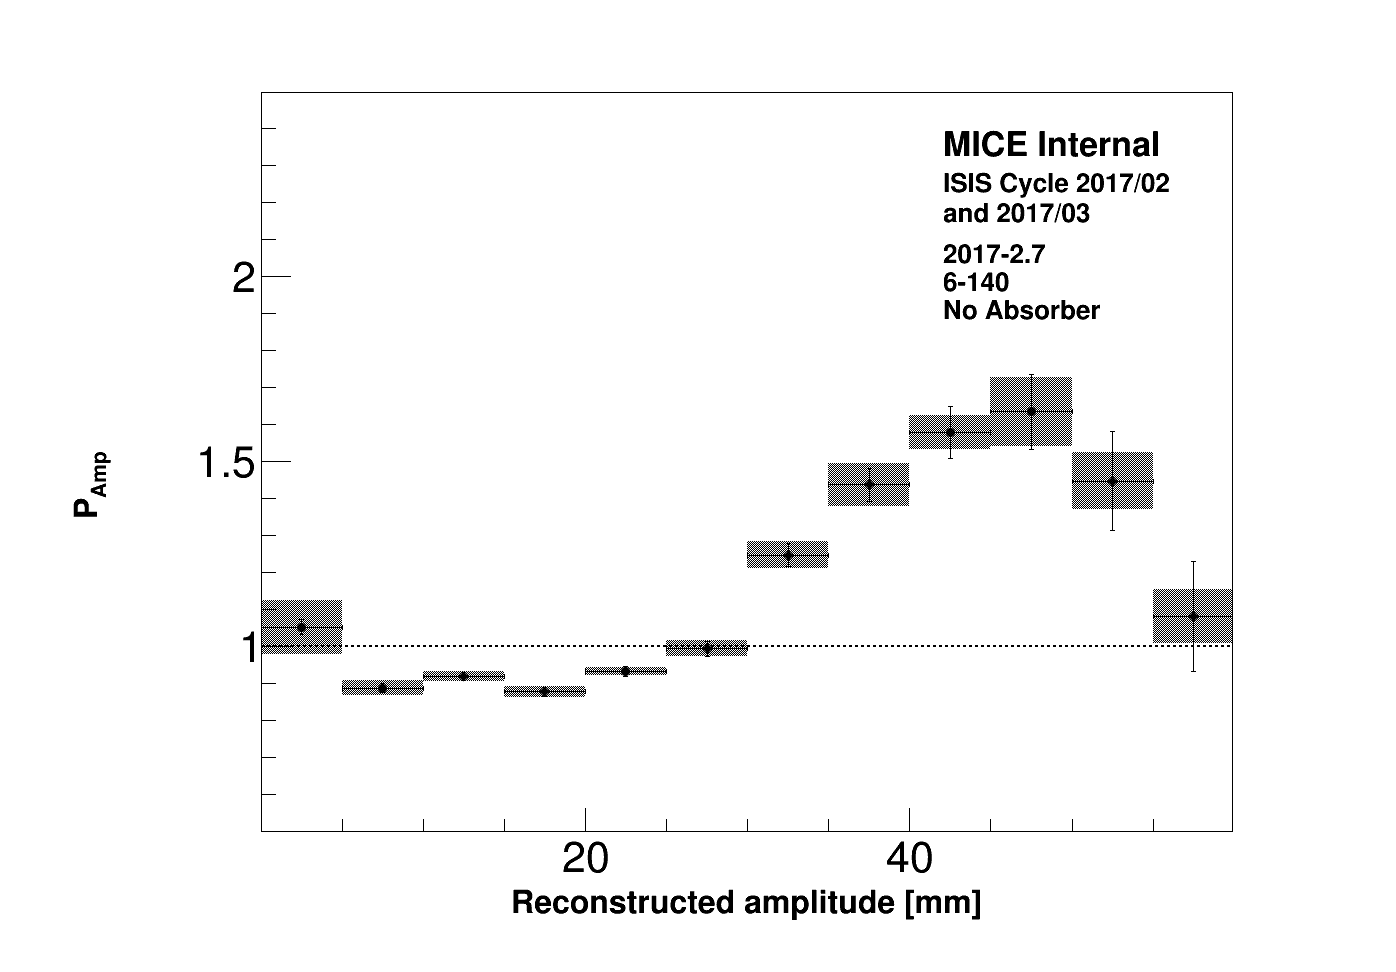 MICE Internal
ISIS Cycle 2017/02
and 2017/03
2017-2.7
6-140
No Absorber
2
1.5
1
P_Amp
20 40
Reconstructed amplitude [mm]